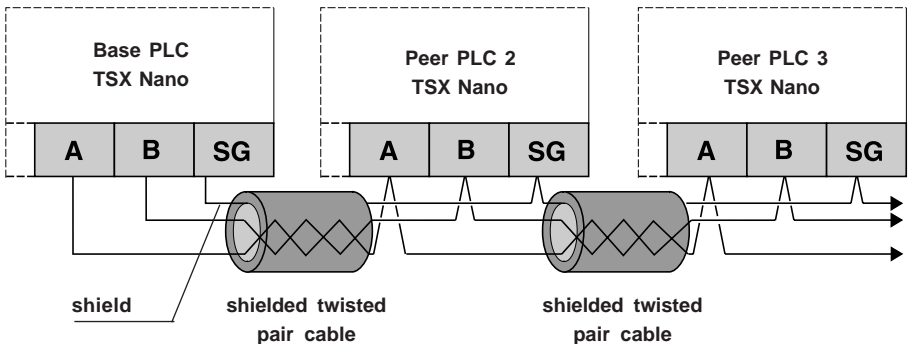 Base PLC
TSX Nano
Peer PLC 2
TSX Nano
Peer PLC 3
TSX Nano
A B SG
A B SG
A B SG
shield
shielded twisted
pair cable
shielded twisted
pair cable